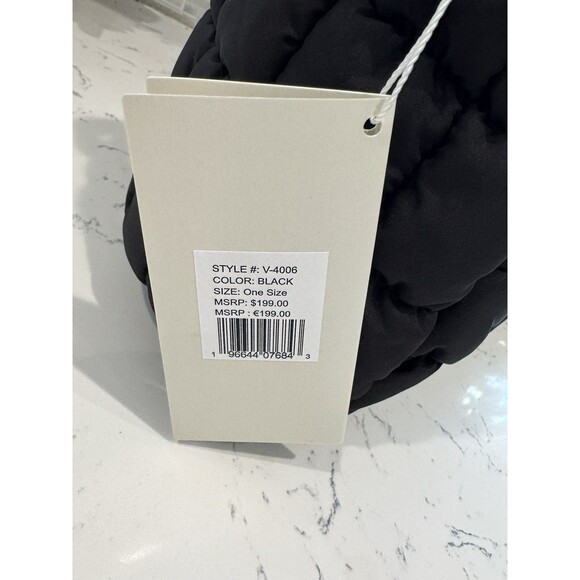 STYLE #: V-4006
COLOR: BLACK
SIZE: One Size
MSRP: $199.00
MSRP : €199.00
1 96644 07684 3